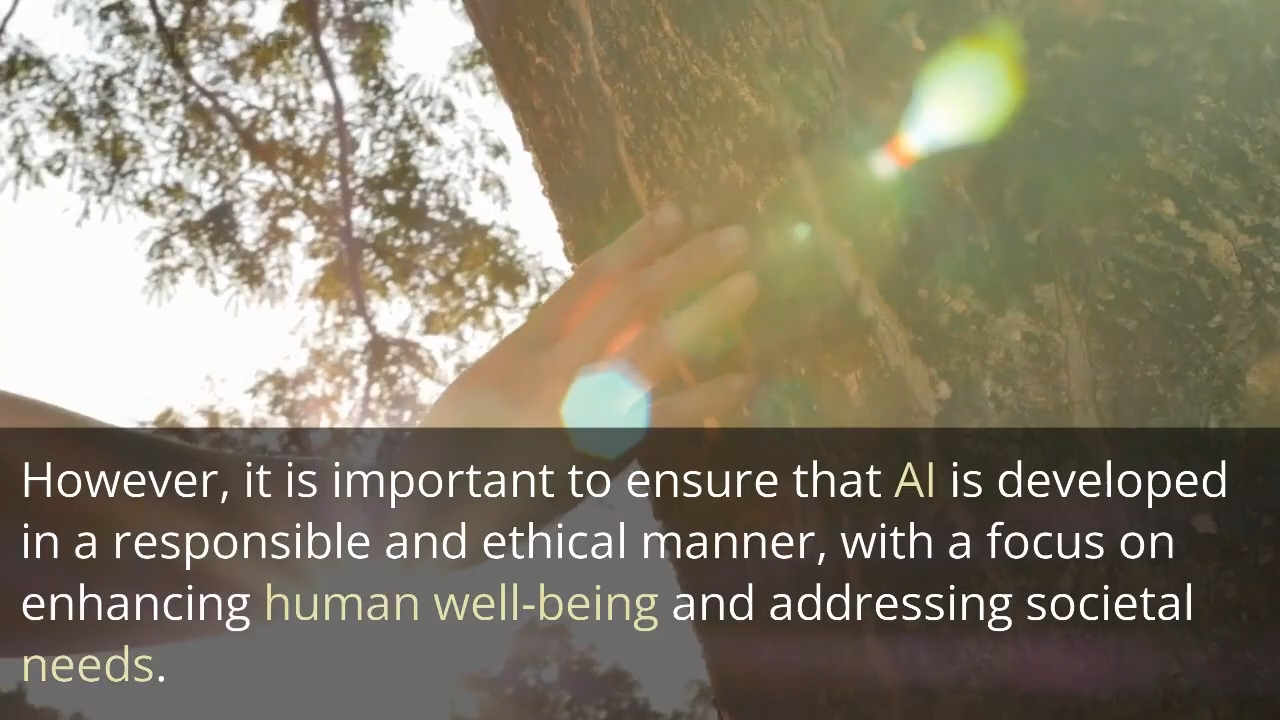 However, it is important to ensure that AI is developed
in a responsible and ethical manner, with a focus on
enhancing human well-being and addressing societal
needs.